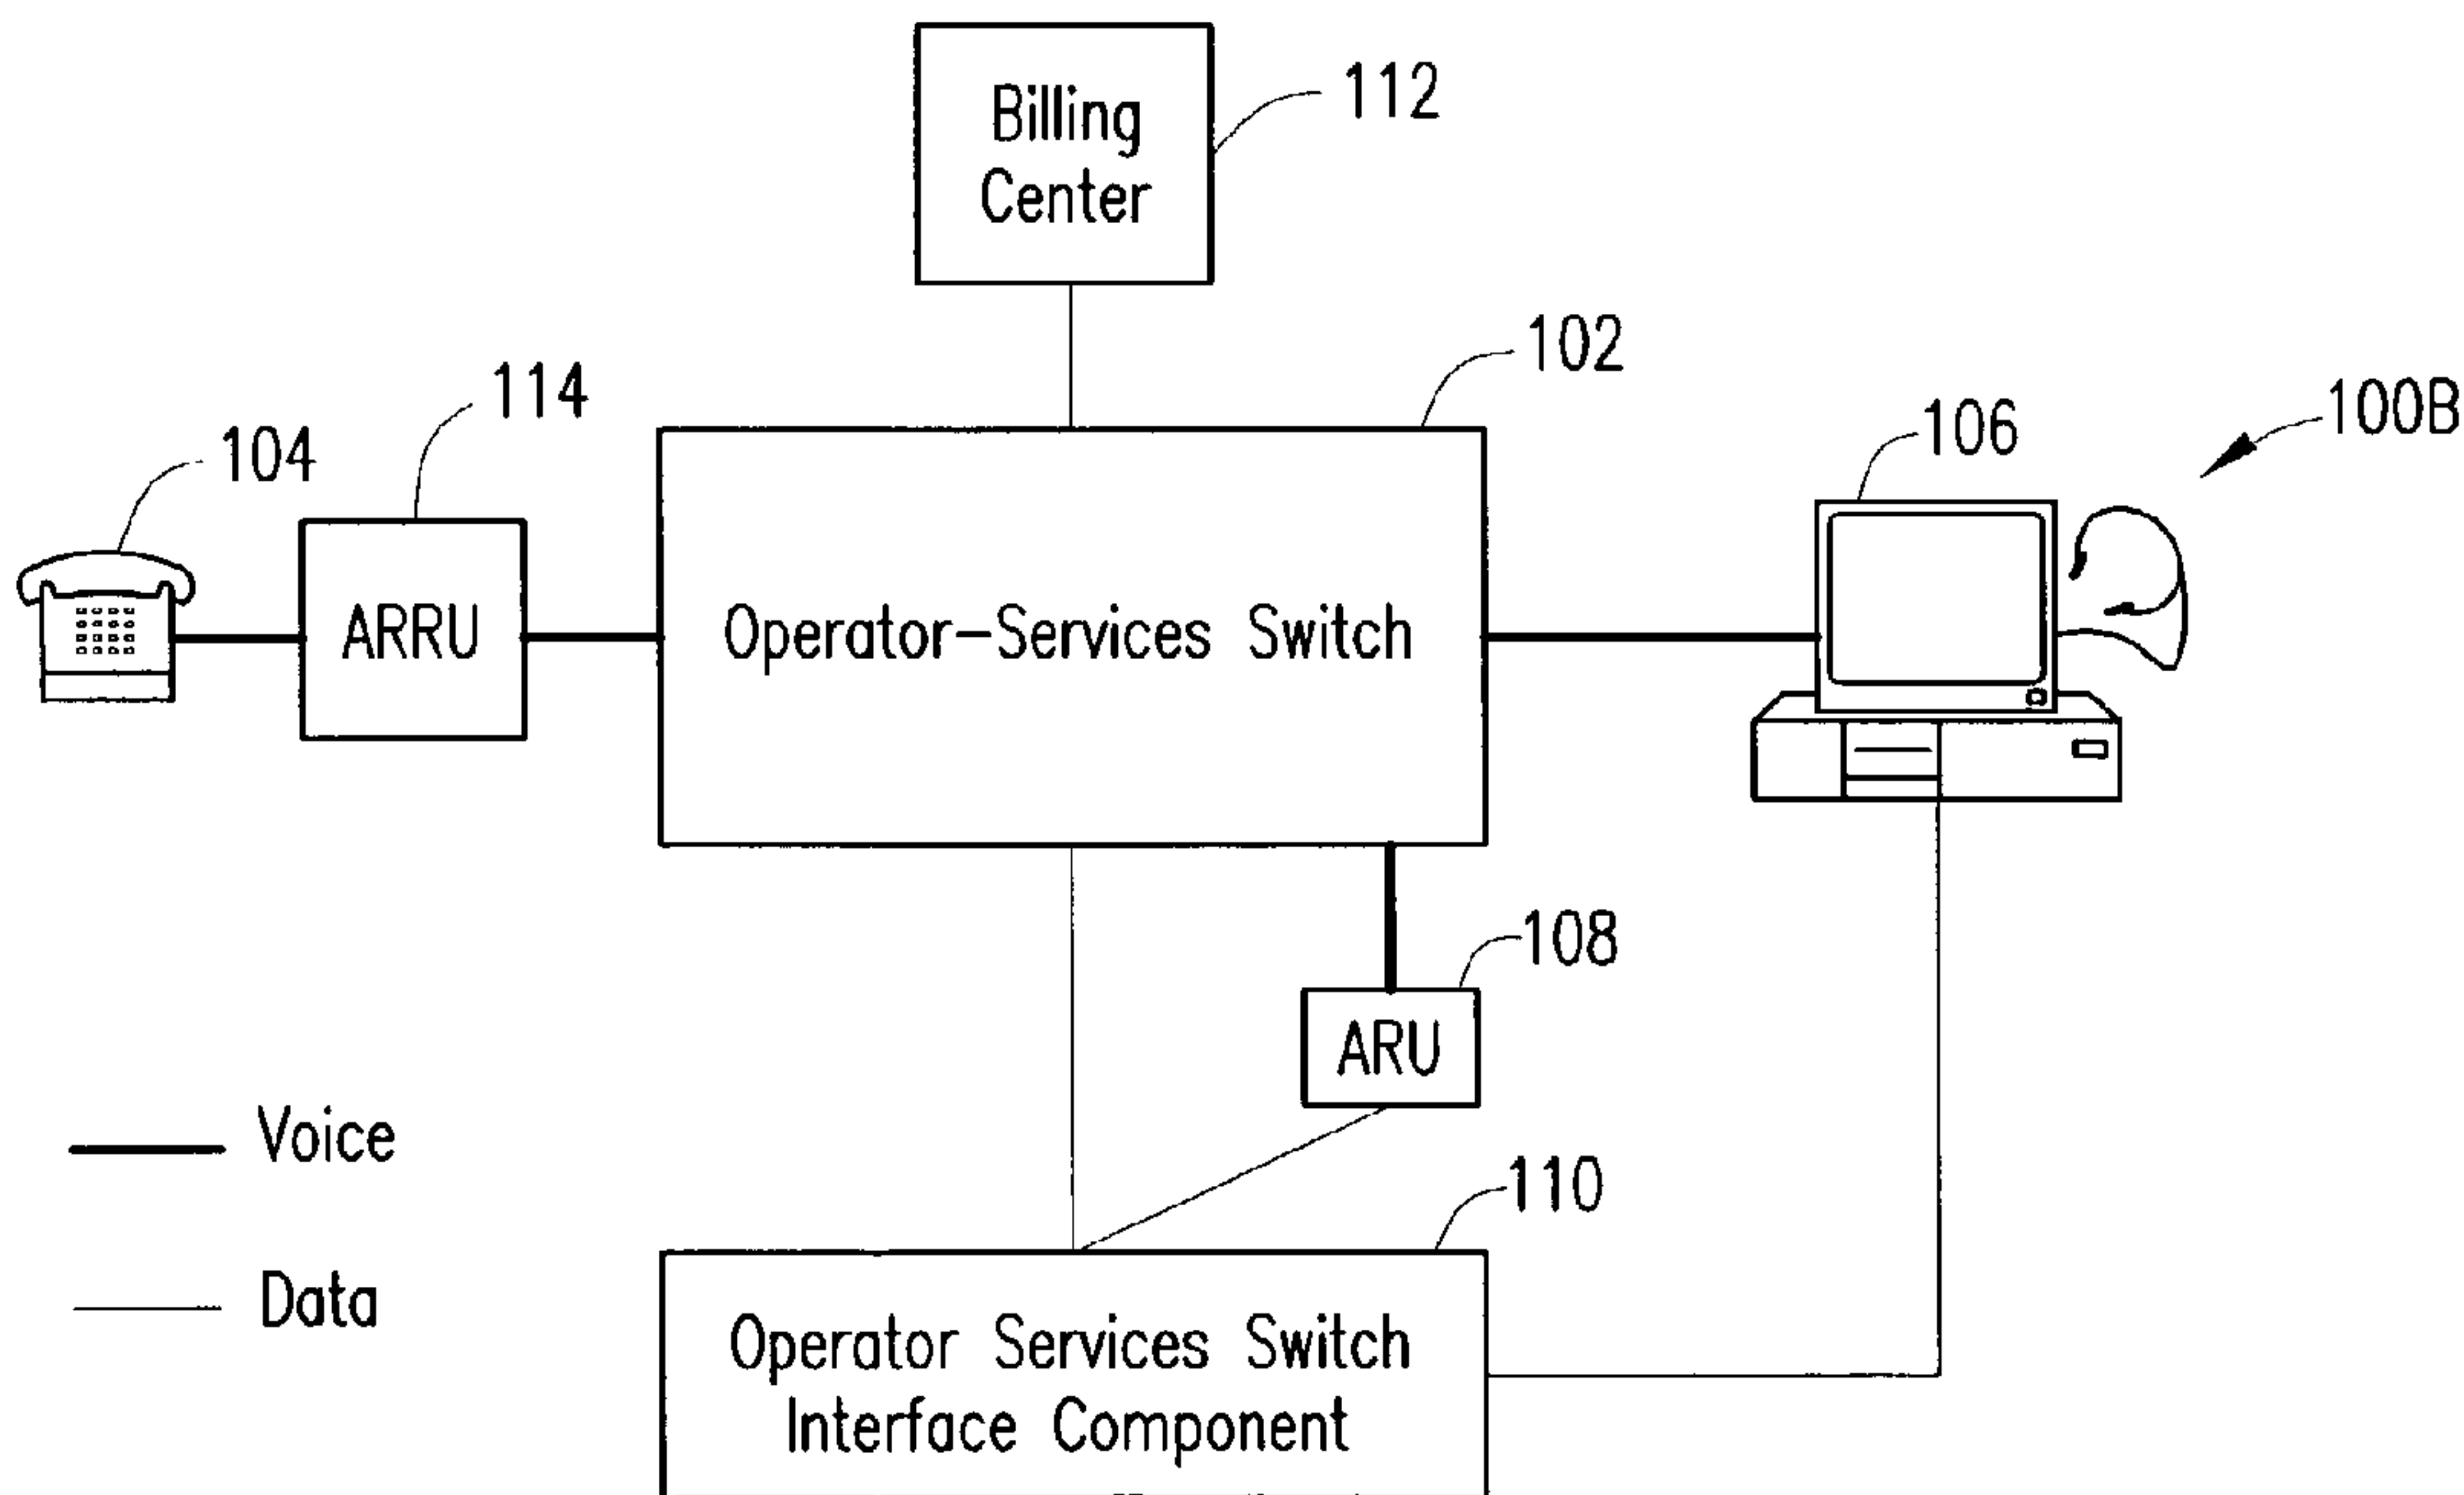 Billing
Center
112
102
114
100B
106
104
ARRU
Operator-Services Switch
108
ARU
Voice
110
Data
Operator Services Switch
Interface Component